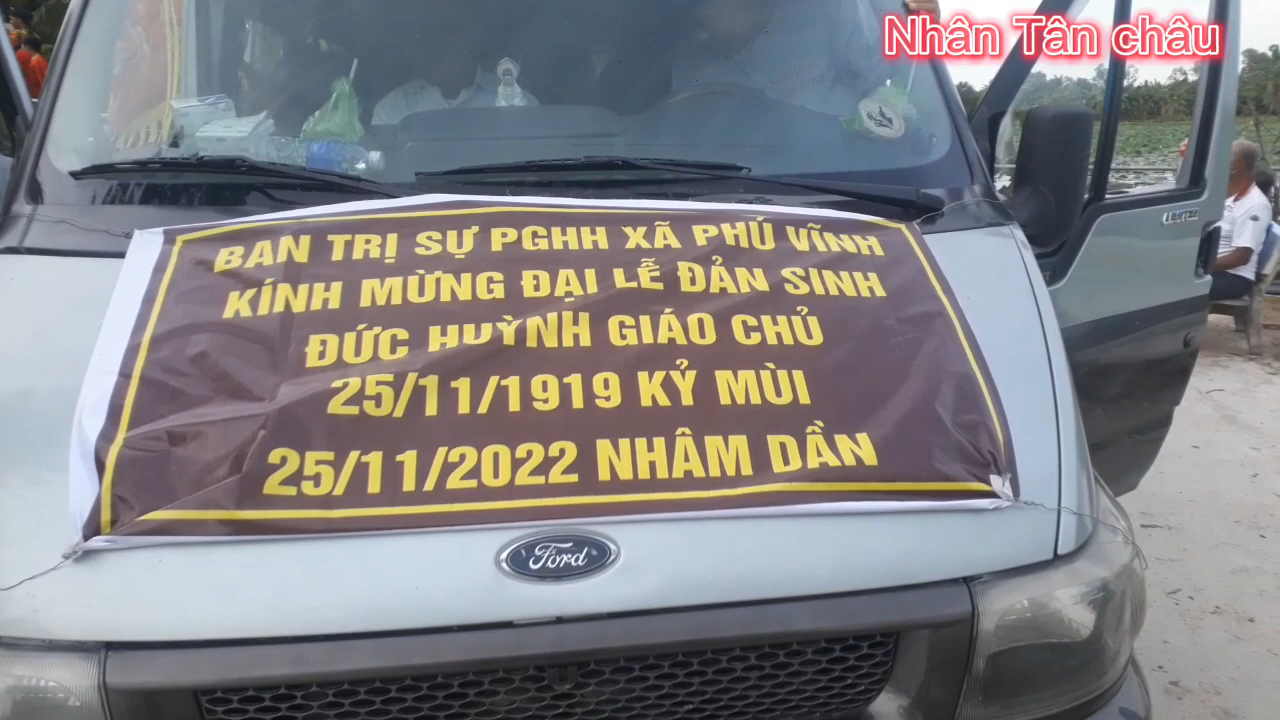 Nhân Tân châu
BAN TRỊ SỰ PGHH XÃ PHÚ VĨNH
KÍNH MỪNG ĐẠI LỄ ĐẢN SINH
ĐỨC HUỲNH GIÁO CHỦ
25/11/1919 KỶ MÙI
25/11/2022 NHÂM DẦN
Ford